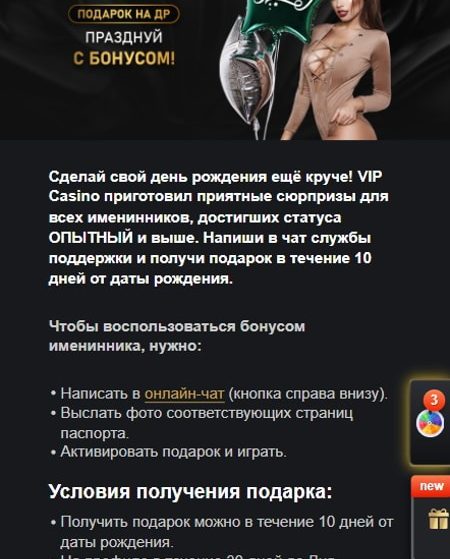 ПОДАРОК НА ДР
ПРАЗДНУЙ
С БОНУСОМ!
Сделай свой день рождения ещё круче! VIP
Casino приготовил приятные сюрпризы для
всех именинников, достигших статуса
ОПЫТНЫЙ и выше. Напиши в чат службы
поддержки и получи подарок в течение 10
дней от даты рождения.
Чтобы воспользоваться бонусом
именинника, нужно:
• Написать в онлайн-чат (кнопка справа внизу).
• Выслать фото соответствующих страниц
паспорта.
• Активировать подарок и играть.
3
new
Условия получения подарка:
• Получить подарок можно в течение 10 дней от
даты рождения.